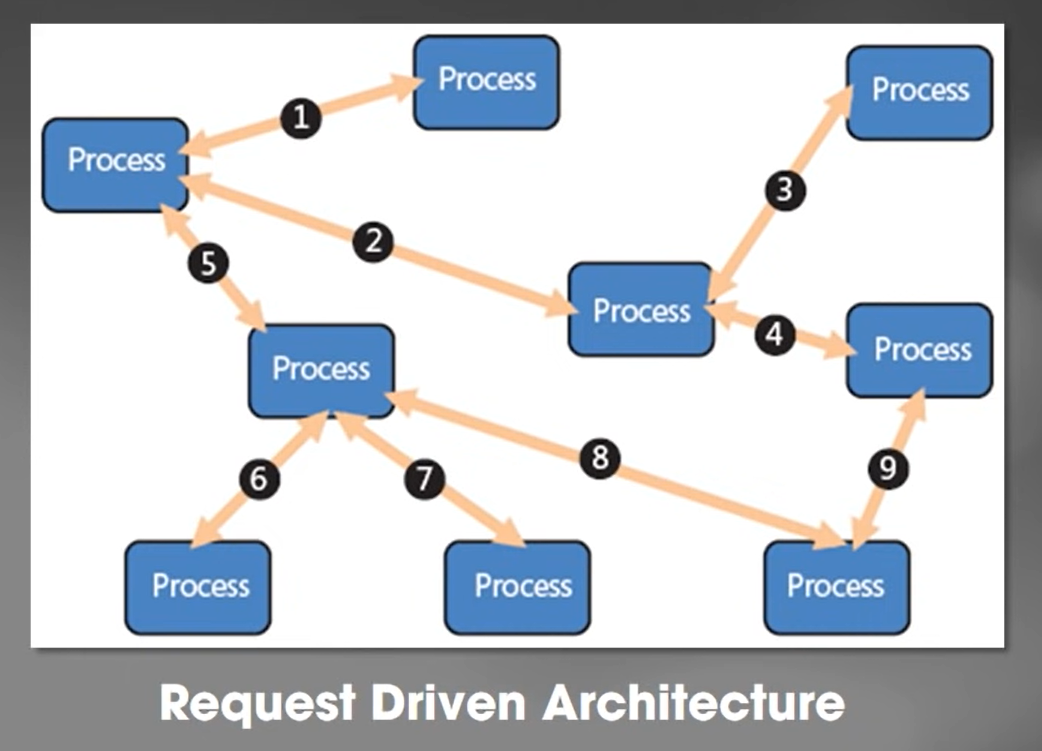 Process
Process
1
Process
3
2
5
Process
4
Process
Process
8
9
6
7
Process
Process
Process
Request Driven Architecture